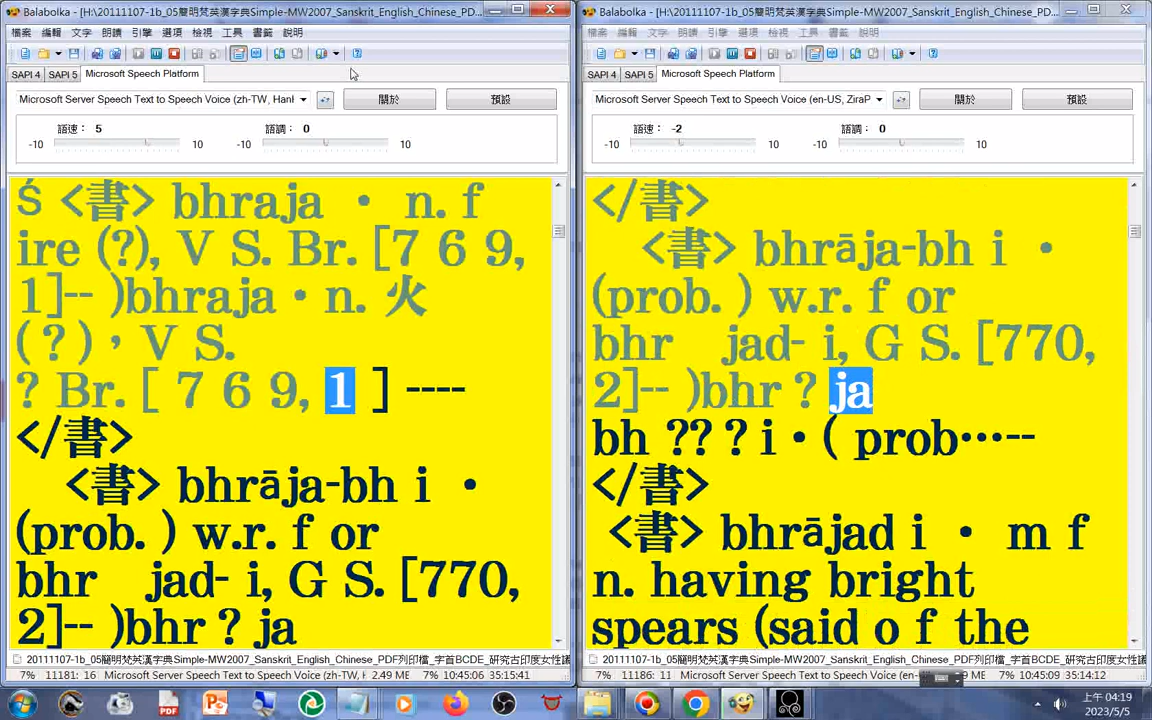 Balabolka - [H:\20111107-1b_05簡明梵英漢字典Simple-MW2007_Sanskrit_English_Chinese_PD...
檔案 編輯 文字 朗讀 引擎 選項 檢視 工具 書籤 說明
SAPI 4 SAPI 5 Microsoft Speech Platform
Microsoft Server Speech Text to Speech Voice (zh-TW, HanH 關於 預設
語速： 5 語調： 0
-10 10 -10 10
Ś <書> bhraja • n. f
ire (?), V S. Br. [7 6 9,
1]-- )bhraja • n. 火
( ? )，V S.
? Br. [ 7 6 9, 1 ] ----
</書>
<書> bhrāja-bh i •
(prob. ) w.r. f or
bhr jad- i, G S. [770,
2]-- )bhr ? ja
20111107-1b_05簡明梵英漢字典Simple-MW2007_Sanskrit_English_Chinese_PDF列印檔_字首BCDE_研究古印度女性議
7% 11181: 16 Microsoft Server Speech Text to Speech Voice (zh-TW, H 2.49 ME 7% 10:45:06 35:15:41
Balabolka - [H:\20111107-1b_05簡明梵英漢字典Simple-MW2007_Sanskrit_English_Chinese_PD...
檔案 編輯 文字 朗讀 引擎 選項 檢視 工具 書籤 說明
SAPI 4 SAPI 5 Microsoft Speech Platform
Microsoft Server Speech Text to Speech Voice (en-US, ZiraP 關於 預設
語速： -2 語調： 0
-10 10 -10 10
</書>
<書> bhrāja-bh i •
(prob. ) w.r. f or
bhr jad- i, G S. [770,
2]-- )bhr ? ja
bh ?? ? i • ( prob⋯--
</書>
<書> bhrājad i • m f
n. having bright
spears (said o f the
20111107-1b_05簡明梵英漢字典Simple-MW2007_Sanskrit_English_Chinese_PDF列印檔_字首BCDE_研究古印度女性議
7% 11186: 11 Microsoft Server Speech Text to Speech Voice (en-US, ME 7% 10:45:09 35:14:12
PDF
上午 04:19
2023/5/5